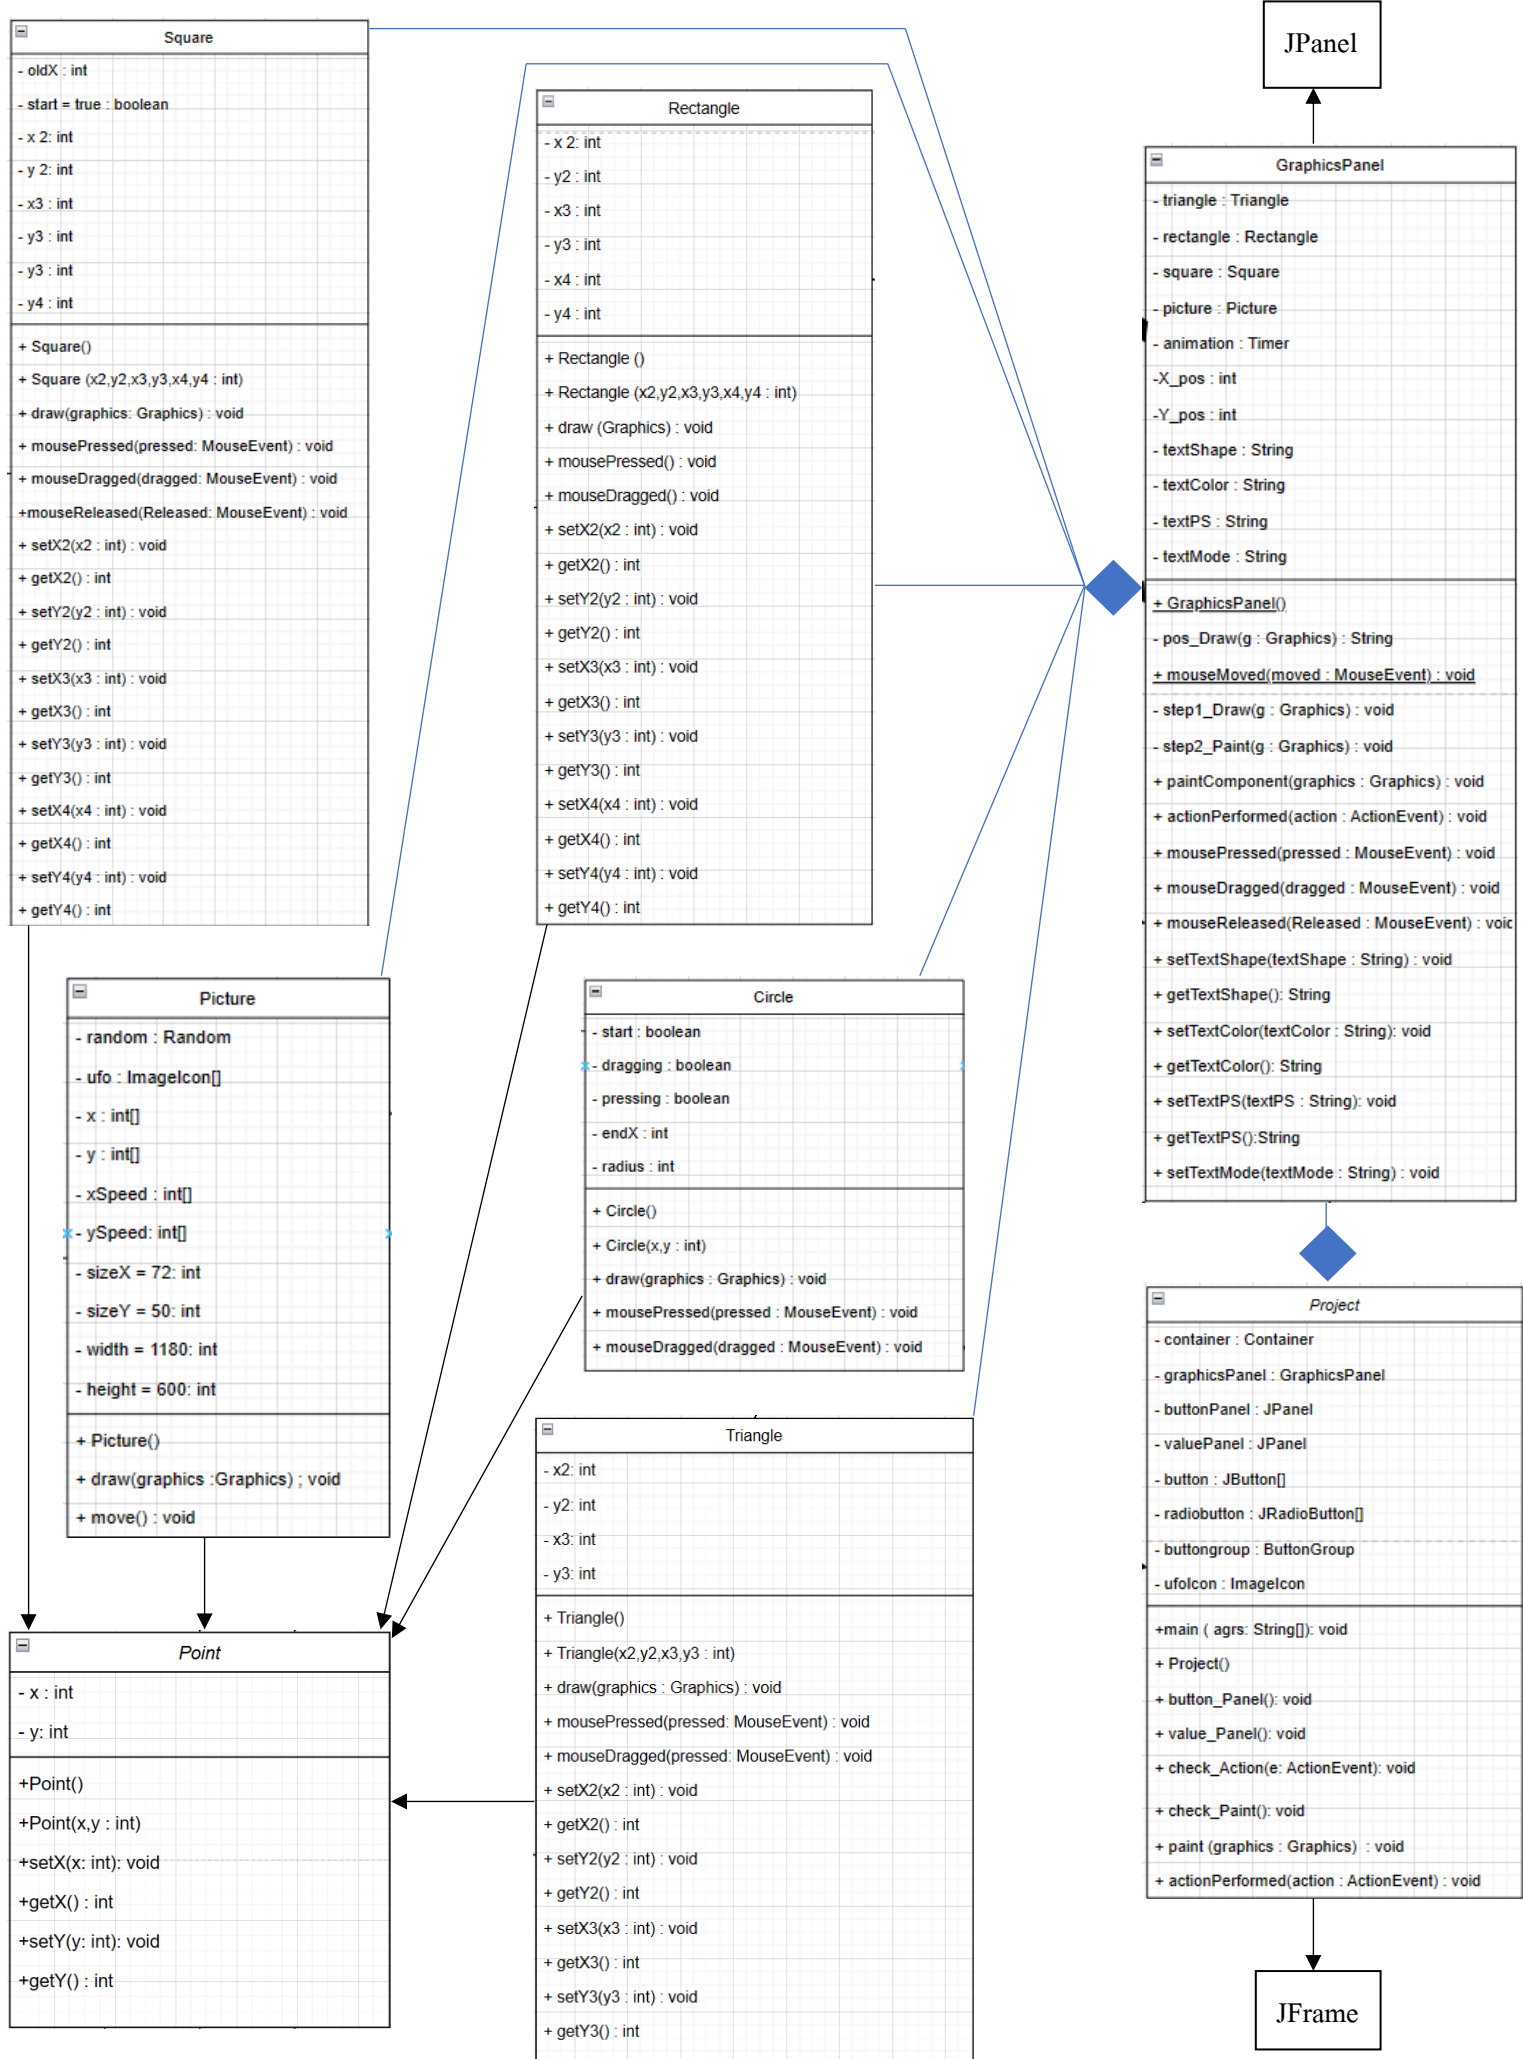 Square
- oldX : int
- start = true : boolean
- x 2: int
- y 2: int
- x3 : int
- y3 : int
- y3 : int
- y4 : int
+ Square()
+ Square (x2,y2,x3,y3,x4,y4 : int)
+ draw(graphics: Graphics) : void
+ mousePressed(pressed: MouseEvent) : void
+ mouseDragged(dragged: MouseEvent) : void
+mouseReleased(Released: MouseEvent) : void
+ setX2(x2 : int) : void
+ getX2() : int
+ setY2(y2 : int) : void
+ getY2() : int
+ setX3(x3 : int) : void
+ getX3() : int
+ setY3(y3 : int) : void
+ getY3() : int
+ setX4(x4 : int) : void
+ getX4() : int
+ setY4(y4 : int) : void
+ getY4() : int
Rectangle
- x 2: int
- y2 : int
- x3 : int
- y3 : int
- x4 : int
- y4 : int
+ Rectangle ()
+ Rectangle (x2,y2,x3,y3,x4,y4 : int)
+ draw (Graphics) : void
+ mousePressed() : void
+ mouseDragged() : void
+ setX2(x2 : int) : void
+ getX2() : int
+ setY2(y2 : int) : void
+ getY2() : int
+ setX3(x3 : int) : void
+ getX3() : int
+ setY3(y3 : int) : void
+ getY3() : int
+ setX4(x4 : int) : void
+ getX4() : int
+ setY4(y4 : int) : void
+ getY4() : int
JPanel
GraphicsPanel
- triangle : Triangle
- rectangle : Rectangle
- square : Square
- picture : Picture
- animation : Timer
-X_pos : int
-Y_pos : int
- textShape : String
- textColor : String
- textPS : String
- textMode : String
+ GraphicsPanel()
- pos_Draw(g : Graphics) : String
+ mouseMoved(moved : MouseEvent) : void
- step1_Draw(g : Graphics) : void
- step2_Paint(g : Graphics) : void
+ paintComponent(graphics : Graphics) : void
+ actionPerformed(action : ActionEvent) : void
+ mousePressed(pressed : MouseEvent) : void
+ mouseDragged(dragged : MouseEvent) : void
+ mouseReleased(Released : MouseEvent) : void
+ setTextShape(textShape : String) : void
+ getTextShape(): String
+ setTextColor(textColor : String): void
+ getTextColor(): String
+ setTextPS(textPS : String): void
+ getTextPS():String
+ setTextMode(textMode : String) : void
Picture
- random : Random
- ufo : ImageIcon[]
- x : int[]
- y : int[]
- xSpeed : int[]
- ySpeed: int[]
- sizeX = 72: int
- sizeY = 50: int
- width = 1180: int
- height = 600: int
+ Picture()
+ draw(graphics :Graphics) ; void
+ move() : void
Circle
- start : boolean
- dragging : boolean
- pressing : boolean
- endX : int
- radius : int
+ Circle()
+ Circle(x,y : int)
+ draw(graphics : Graphics) : void
+ mousePressed(pressed : MouseEvent) : void
+ mouseDragged(dragged : MouseEvent) : void
Point
- x : int
- y: int
+Point()
+Point(x,y : int)
+setX(x: int): void
+getX() : int
+setY(y: int): void
+getY() : int
Triangle
- x2: int
- y2: int
- x3: int
- y3: int
+ Triangle()
+ Triangle(x2,y2,x3,y3 : int)
+ draw(graphics : Graphics) : void
+ mousePressed(pressed: MouseEvent) : void
+ mouseDragged(pressed: MouseEvent) : void
+ setX2(x2 : int) : void
+ getX2() : int
+ setY2(y2 : int) : void
+ getY2() : int
+ setX3(x3 : int) : void
+ getX3() : int
+ setY3(y3 : int) : void
+ getY3() : int
Project
- container : Container
- graphicsPanel : GraphicsPanel
- buttonPanel : JPanel
- valuePanel : JPanel
- button : JButton[]
- radiobutton : JRadioButton[]
- buttongroup : ButtonGroup
- ufoIcon : ImageIcon
+main ( agrs: String[]): void
+ Project()
+ button_Panel(): void
+ value_Panel(): void
+ check_Action(e: ActionEvent): void
+ check_Paint(): void
+ paint (graphics : Graphics) : void
+ actionPerformed(action : ActionEvent) : void
JFrame